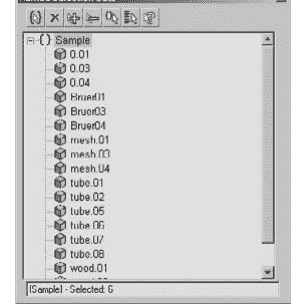 {} Sample
0.01
0.03
0.04
Bruer01
Bruer03
Bruer04
mesh.01
mesh.03
mesh.04
tube.01
tube.02
tube.05
tube.06
tube.07
tube.08
wood.01
{Sample} - Selected: 6